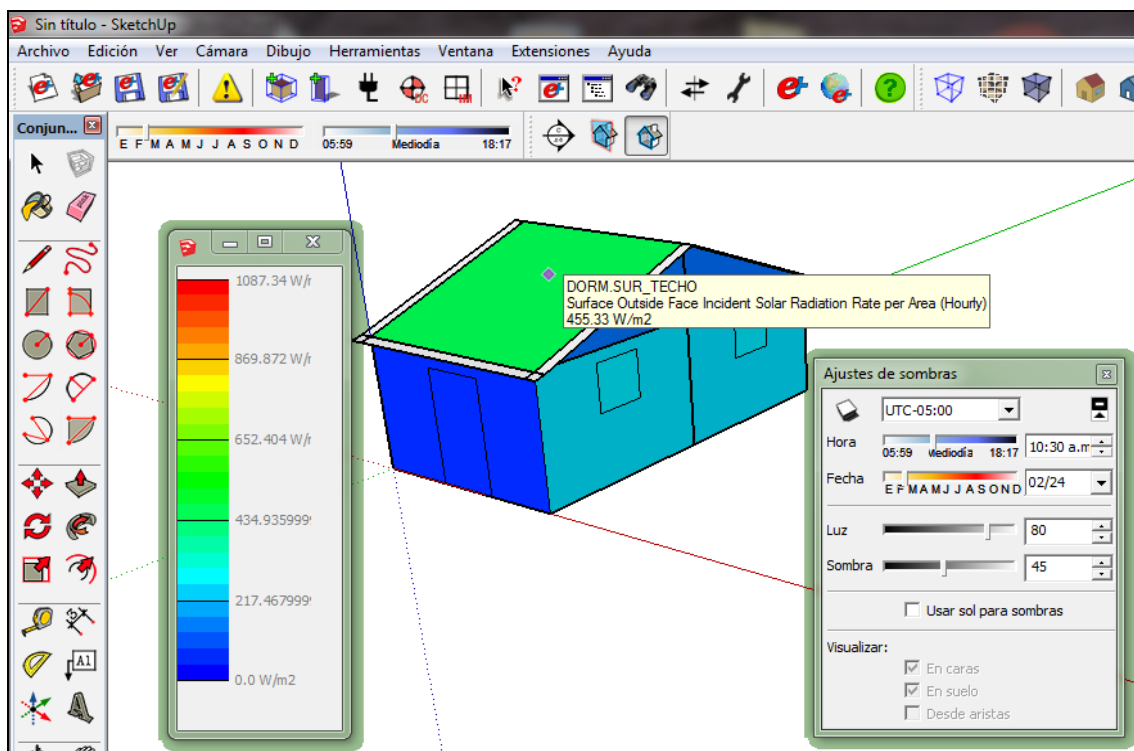 Sin título - SketchUp
Archivo Edición Ver Cámara Dibujo Herramientas Ventana Extensiones Ayuda
DC
HM
Conjun...
E F M A M J J A S O N D
05:59 Mediodía 18:17
1087.34 W/r
869.872 W/r
652.404 W/r
434.935999
217.467999
0.0 W/m2
DORM.SUR_TECHO
Surface Outside Face Incident Solar Radiation Rate per Area (Hourly)
455.33 W/m2
Ajustes de sombras
UTC-05:00
Hora
05:59 Mediodía 18:17
10:30 a.m
Fecha
E F M A M J J A S O N D
02/24
Luz
80
Sombra
45
Usar sol para sombras
Visualizar:
En caras
En suelo
Desde aristas
A1